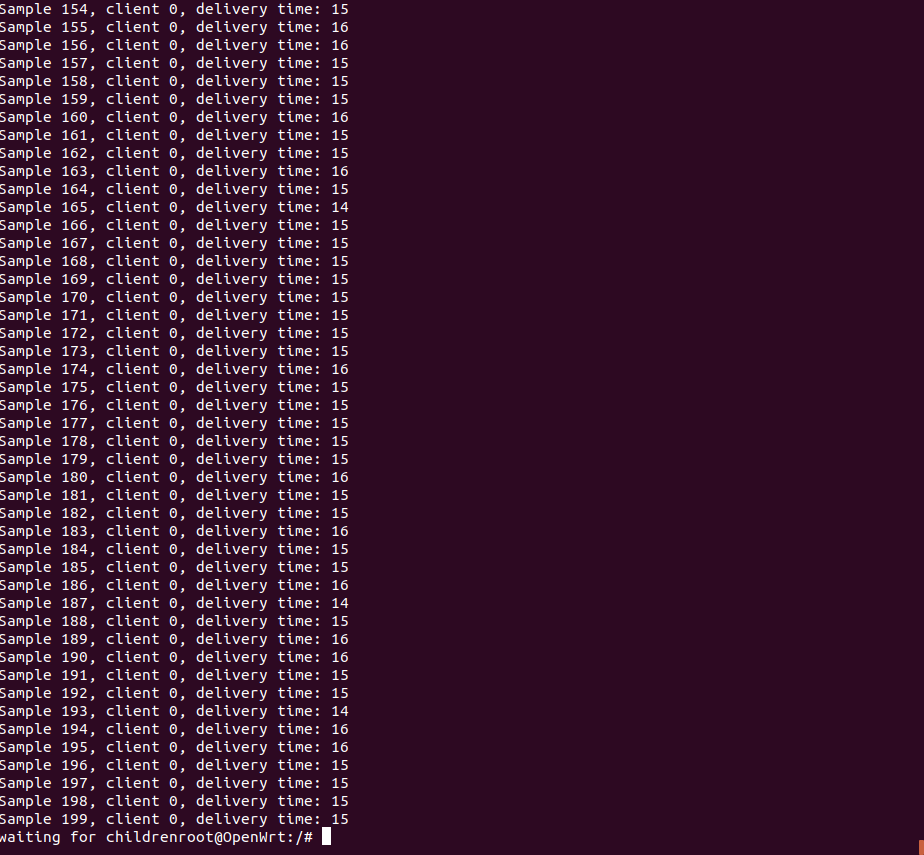 Sample 154, client 0, delivery time: 15
Sample 155, client 0, delivery time: 16
Sample 156, client 0, delivery time: 16
Sample 157, client 0, delivery time: 15
Sample 158, client 0, delivery time: 15
Sample 159, client 0, delivery time: 15
Sample 160, client 0, delivery time: 16
Sample 161, client 0, delivery time: 15
Sample 162, client 0, delivery time: 15
Sample 163, client 0, delivery time: 16
Sample 164, client 0, delivery time: 15
Sample 165, client 0, delivery time: 14
Sample 166, client 0, delivery time: 15
Sample 167, client 0, delivery time: 15
Sample 168, client 0, delivery time: 15
Sample 169, client 0, delivery time: 15
Sample 170, client 0, delivery time: 15
Sample 171, client 0, delivery time: 15
Sample 172, client 0, delivery time: 15
Sample 173, client 0, delivery time: 15
Sample 174, client 0, delivery time: 16
Sample 175, client 0, delivery time: 15
Sample 176, client 0, delivery time: 15
Sample 177, client 0, delivery time: 15
Sample 178, client 0, delivery time: 15
Sample 179, client 0, delivery time: 15
Sample 180, client 0, delivery time: 16
Sample 181, client 0, delivery time: 15
Sample 182, client 0, delivery time: 15
Sample 183, client 0, delivery time: 16
Sample 184, client 0, delivery time: 15
Sample 185, client 0, delivery time: 15
Sample 186, client 0, delivery time: 16
Sample 187, client 0, delivery time: 14
Sample 188, client 0, delivery time: 15
Sample 189, client 0, delivery time: 16
Sample 190, client 0, delivery time: 16
Sample 191, client 0, delivery time: 15
Sample 192, client 0, delivery time: 15
Sample 193, client 0, delivery time: 14
Sample 194, client 0, delivery time: 16
Sample 195, client 0, delivery time: 16
Sample 196, client 0, delivery time: 15
Sample 197, client 0, delivery time: 15
Sample 198, client 0, delivery time: 15
Sample 199, client 0, delivery time: 15
waiting for childrenroot@OpenWrt:/#